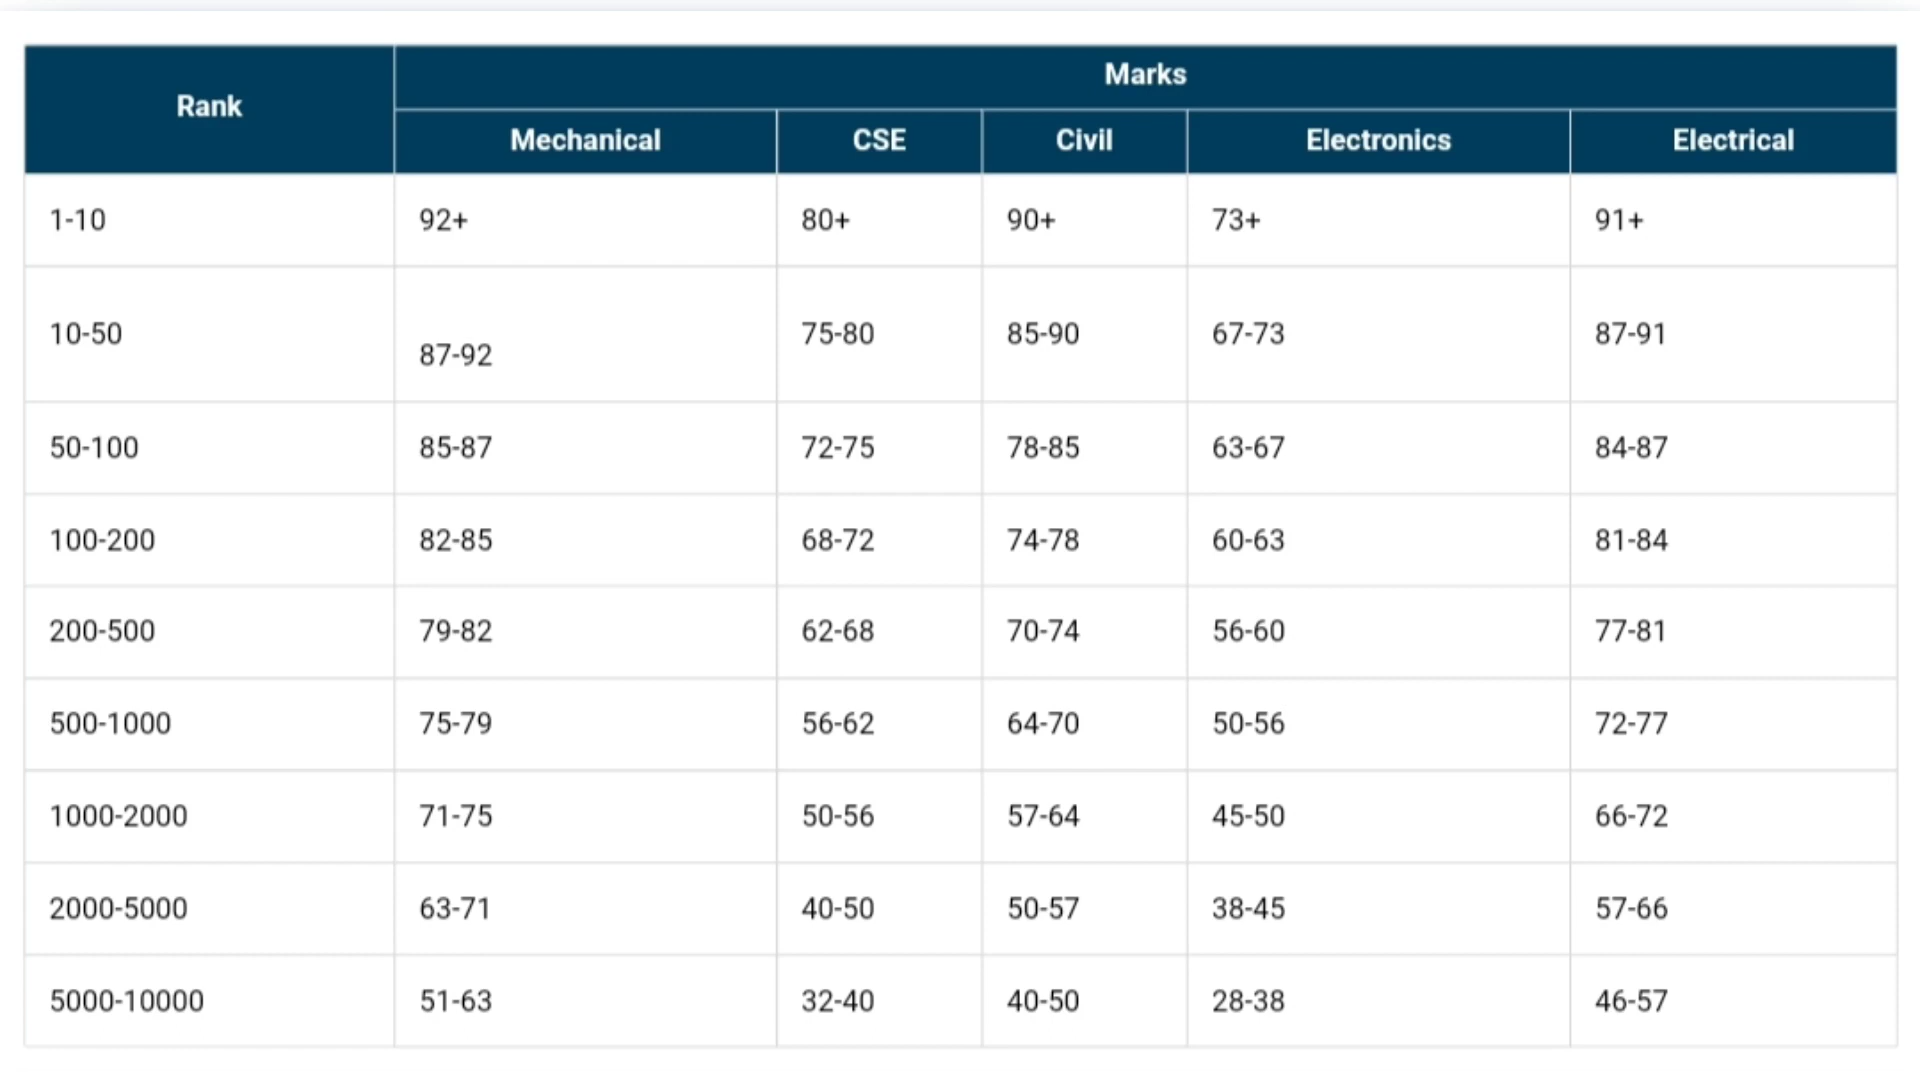 Rank Marks
Mechanical CSE Civil Electronics Electrical
1-10 92+ 80+ 90+ 73+ 91+
10-50 87-92 75-80 85-90 67-73 87-91
50-100 85-87 72-75 78-85 63-67 84-87
100-200 82-85 68-72 74-78 60-63 81-84
200-500 79-82 62-68 70-74 56-60 77-81
500-1000 75-79 56-62 64-70 50-56 72-77
1000-2000 71-75 50-56 57-64 45-50 66-72
2000-5000 63-71 40-50 50-57 38-45 57-66
5000-10000 51-63 32-40 40-50 28-38 46-57